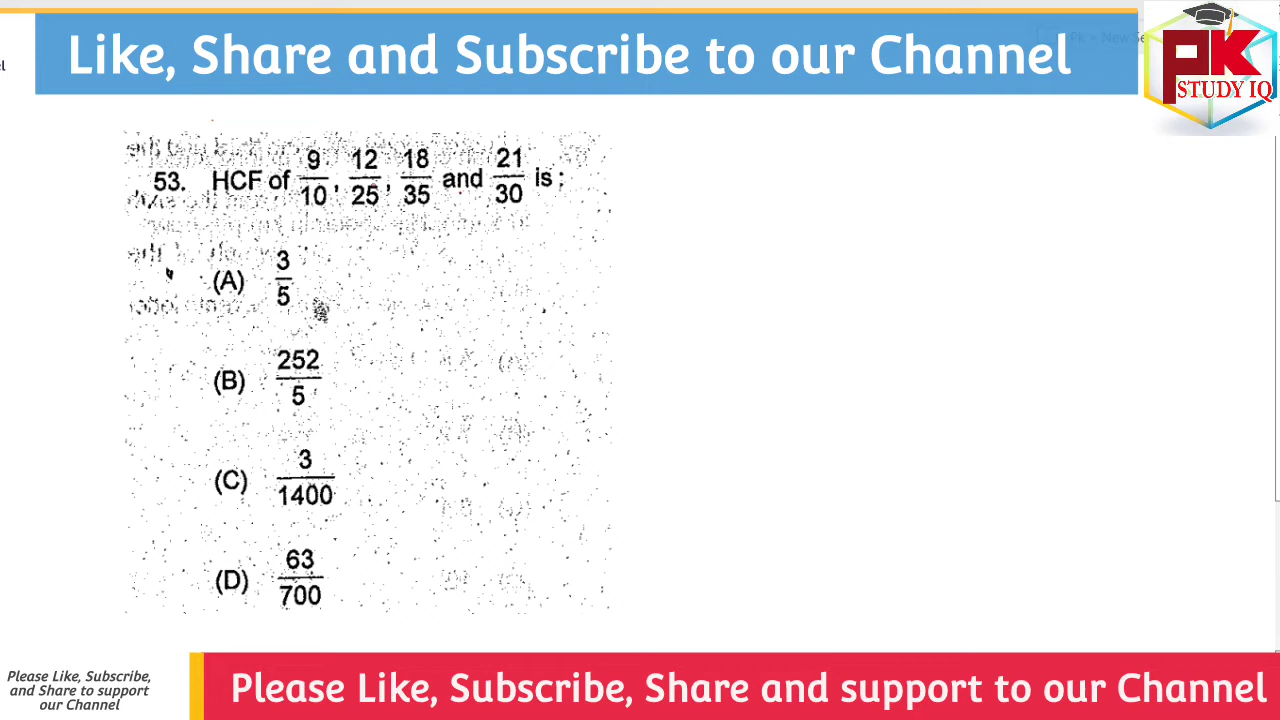 Like, Share and Subscribe to our Channel
PK
STUDY IQ
53. HCF of 9/10, 12/25, 18/35 and 21/30 is :
(A) 3/5
(B) 252/5
(C) 3/1400
(D) 63/700
Please Like, Subscribe,
and Share to support
our Channel
Please Like, Subscribe, Share and support to our Channel